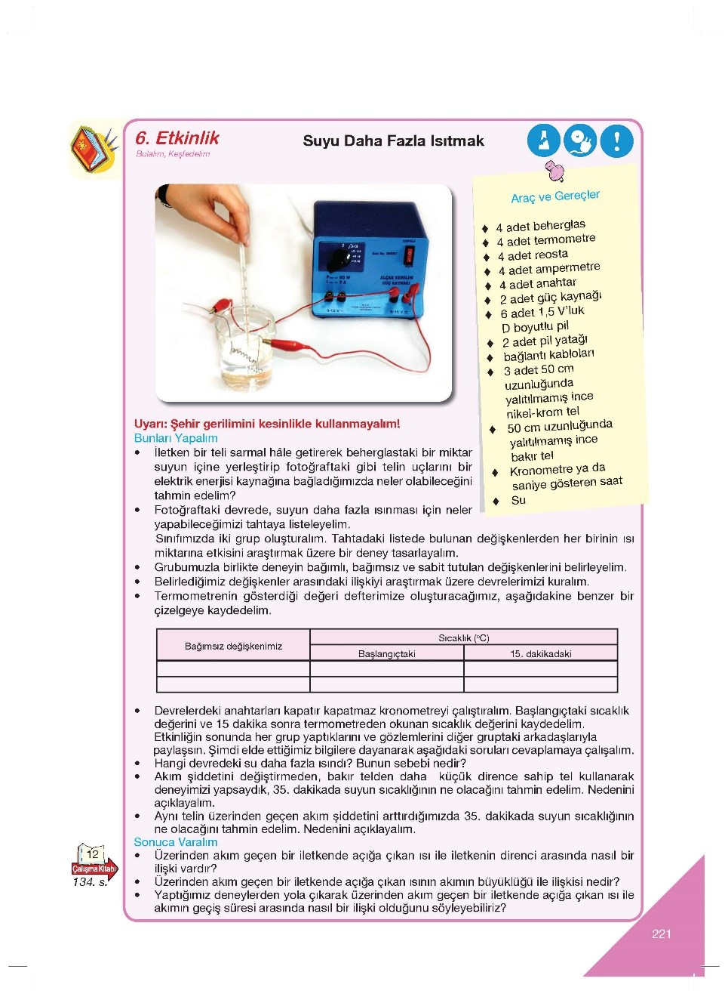 6. Etkinlik
Bulalım, Keşfedelim
Suyu Daha Fazla Isıtmak
Araç ve Gereçler
♦ 4 adet beherglas
♦ 4 adet termometre
♦ 4 adet reosta
♦ 4 adet ampermetre
♦ 4 adet anahtar
♦ 2 adet güç kaynağı
♦ 6 adet 1,5 V'luk
D boyutlu pil
♦ 2 adet pil yatağı
♦ bağlantı kabloları
♦ 3 adet 50 cm
uzunluğunda
yalıtılmamış ince
nikel-krom tel
♦ 50 cm uzunluğunda
yalıtılmamış ince
bakır tel
♦ Kronometre ya da
saniye gösteren saat
♦ Su
ALÇAK GERİLİM
GÜÇ KAYNAĞI
Uyarı: Şehir gerilimini kesinlikle kullanmayalım!
Bunları Yapalım
• İletken bir teli sarmal hâle getirerek beherglastaki bir miktar
suyun içine yerleştirip fotoğraftaki gibi telin uçlarını bir
elektrik enerjisi kaynağına bağladığımızda neler olabileceğini
tahmin edelim?
• Fotoğraftaki devrede, suyun daha fazla ısınması için neler
yapabileceğimizi tahtaya listeleyelim.
Sınıfımızda iki grup oluşturalım. Tahtadaki listede bulunan değişkenlerden her birinin ısı
miktarına etkisini araştırmak üzere bir deney tasarlayalım.
• Grubumuzla birlikte deneyin bağımlı, bağımsız ve sabit tutulan değişkenlerini belirleyelim.
• Belirlediğimiz değişkenler arasındaki ilişkiyi araştırmak üzere devrelerimizi kuralım.
• Termometrenin gösterdiği değeri defterimize oluşturacağımız, aşağıdakine benzer bir
çizelgeye kaydedelim.
Bağımsız değişkenimiz
Sıcaklık (°C)
Başlangıçtaki
15. dakikadaki
• Devrelerdeki anahtarları kapatır kapatmaz kronometreyi çalıştıralım. Başlangıçtaki sıcaklık
değerini ve 15 dakika sonra termometreden okunan sıcaklık değerini kaydedelim.
Etkinliğin sonunda her grup yaptıklarını ve gözlemlerini diğer gruptaki arkadaşlarıyla
paylaşsın. Şimdi elde ettiğimiz bilgilere dayanarak aşağıdaki soruları cevaplamaya çalışalım.
• Hangi devredeki su daha fazla ısındı? Bunun sebebi nedir?
• Akım şiddetini değiştirmeden, bakır telden daha küçük dirence sahip tel kullanarak
deneyimizi yapsaydık, 35. dakikada suyun sıcaklığının ne olacağını tahmin edelim. Nedenini
açıklayalım.
• Aynı telin üzerinden geçen akım şiddetini arttırdığımızda 35. dakikada suyun sıcaklığının
ne olacağını tahmin edelim. Nedenini açıklayalım.
Sonuca Varalım
• Üzerinden akım geçen bir iletkende açığa çıkan ısı ile iletkenin direnci arasında nasıl bir
ilişki vardır?
• Üzerinden akım geçen bir iletkende açığa çıkan ısının akımın büyüklüğü ile ilişkisi nedir?
• Yaptığımız deneylerden yola çıkarak üzerinden akım geçen bir iletkende açığa çıkan ısı ile
akımın geçiş süresi arasında nasıl bir ilişki olduğunu söyleyebiliriz?
12
Çalışma Kitabı
134. s.
221